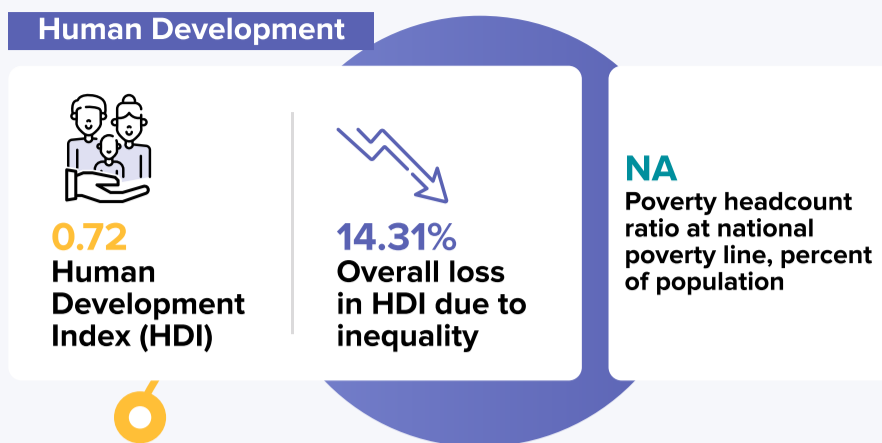 Human Development
0.72
Human
Development
Index (HDI)
14.31%
Overall loss
in HDI due to
inequality
NA
Poverty headcount
ratio at national
poverty line, percent
of population